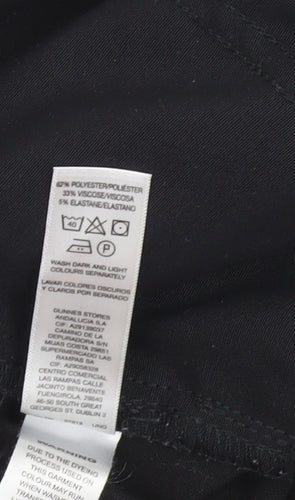 62% POLYESTER/POLIÉSTER
33% VISCOSE/VISCOSA
5% ELASTANE/ELASTANO
40
P
WASH DARK AND LIGHT
COLOURS SEPARATELY
LAVAR COLORES OSCUROS
Y CLAROS POR SEPARADO
DUNNES STORES
ANDALUCIA S.A
CIF: A29139037
CAMINO DE LA
DEPURADORA S/N
MIJAS COSTA 29651
SUPERMERCADO LAS
RAMPAS SA
CIF: A29058328
CENTRO COMERCIAL
LAS RAMPAS CALLE
JACINTO BENAVENTE
FUENGIROLA, 29640
46-50 SOUTH GREAT
GEORGES ST. DUBLIN 2
WARNING
DUE TO THE DYEING
PROCESS USED ON
THIS GARMENT
COLOUR MAY RUN
WHEN